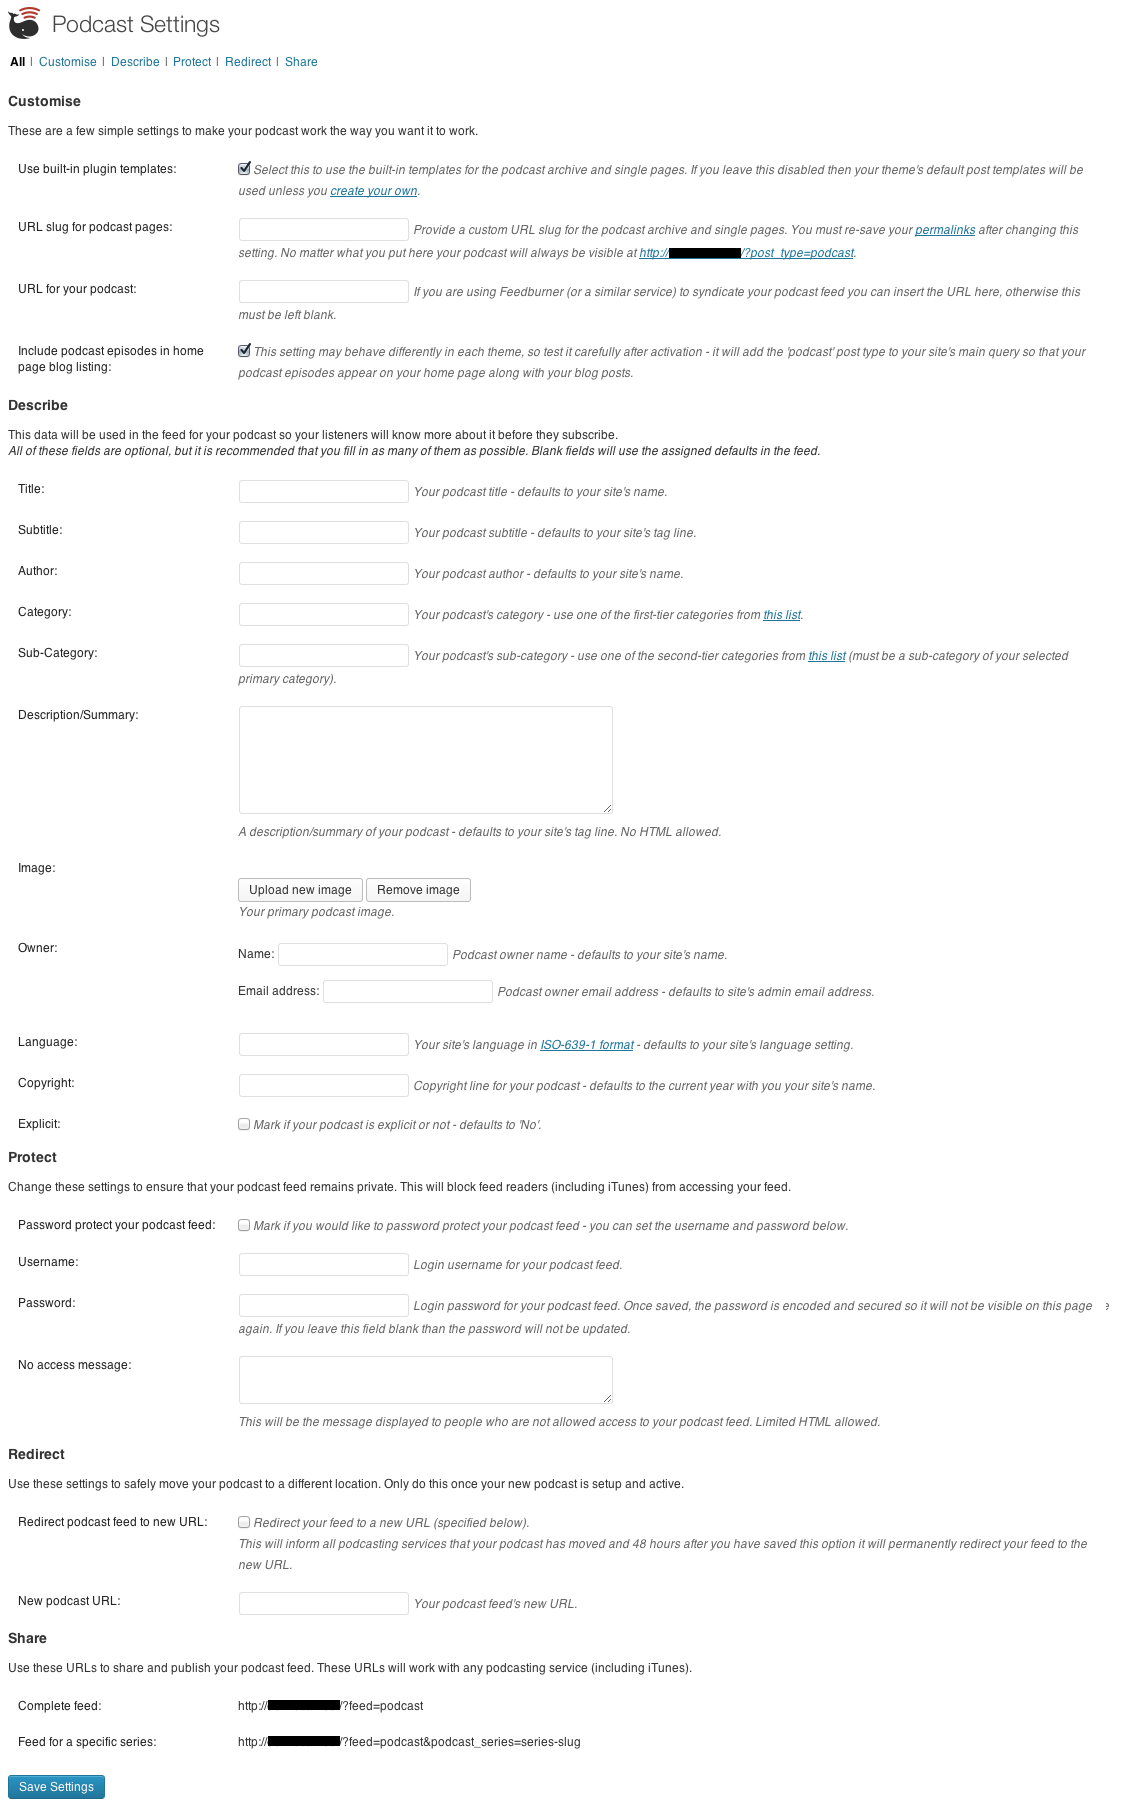 Podcast Settings
All | Customise | Describe | Protect | Redirect | Share
Customise
These are a few simple settings to make your podcast work the way you want it to work.
Use built-in plugin templates:
Select this to use the built-in templates for the podcast archive and single pages. If you leave this disabled then your theme's default post templates will be
used unless you create your own.
URL slug for podcast pages:
Provide a custom URL slug for the podcast archive and single pages. You must re-save your permalinks after changing this
setting. No matter what you put here your podcast will always be visible at http:// /?post_type=podcast.
URL for your podcast:
If you are using Feedburner (or a similar service) to syndicate your podcast feed you can insert the URL here, otherwise this
must be left blank.
Include podcast episodes in home
page blog listing:
This setting may behave differently in each theme, so test it carefully after activation - it will add the 'podcast' post type to your site's main query so that your
podcast episodes appear on your home page along with your blog posts.
Describe
This data will be used in the feed for your podcast so your listeners will know more about it before they subscribe.
All of these fields are optional, but it is recommended that you fill in as many of them as possible. Blank fields will use the assigned defaults in the feed.
Title:
Your podcast title - defaults to your site's name.
Subtitle:
Your podcast subtitle - defaults to your site's tag line.
Author:
Your podcast author - defaults to your site's name.
Category:
Your podcast's category - use one of the first-tier categories from this list.
Sub-Category:
Your podcast's sub-category - use one of the second-tier categories from this list (must be a sub-category of your selected
primary category).
Description/Summary:
A description/summary of your podcast - defaults to your site's tag line. No HTML allowed.
Image:
Upload new image Remove image
Your primary podcast image.
Owner:
Name: Podcast owner name - defaults to your site's name.
Email address: Podcast owner email address - defaults to site's admin email address.
Language:
Your site's language in ISO-639-1 format - defaults to your site's language setting.
Copyright:
Copyright line for your podcast - defaults to the current year with you your site's name.
Explicit:
Mark if your podcast is explicit or not - defaults to 'No'.
Protect
Change these settings to ensure that your podcast feed remains private. This will block feed readers (including iTunes) from accessing your feed.
Password protect your podcast feed:
Mark if you would like to password protect your podcast feed - you can set the username and password below.
Username:
Login username for your podcast feed.
Password:
Login password for your podcast feed. Once saved, the password is encoded and secured so it will not be visible on this page
again. If you leave this field blank than the password will not be updated.
No access message:
This will be the message displayed to people who are not allowed access to your podcast feed. Limited HTML allowed.
Redirect
Use these settings to safely move your podcast to a different location. Only do this once your new podcast is setup and active.
Redirect podcast feed to new URL:
Redirect your feed to a new URL (specified below).
This will inform all podcasting services that your podcast has moved and 48 hours after you have saved this option it will permanently redirect your feed to the
new URL.
New podcast URL:
Your podcast feed's new URL.
Share
Use these URLs to share and publish your podcast feed. These URLs will work with any podcasting service (including iTunes).
Complete feed:
http:// /?feed=podcast
Feed for a specific series:
http:// /?feed=podcast&podcast_series=series-slug
Save Settings